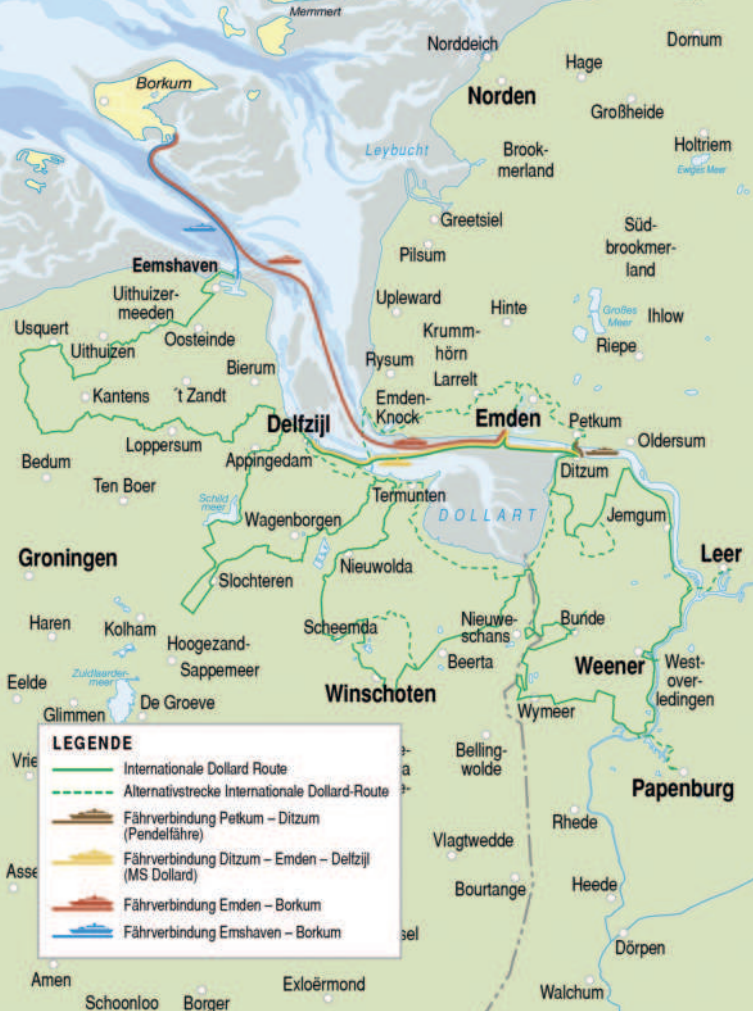 Memmert
Borkum
Norddeich
Dornum
Hage
Norden
Großheide
Leybucht
Brook-
merland
Holtriem
Ewiges Meer
Greetsiel
Pilsum
Süd-
brookmer-
land
Eemshaven
Uithuizer-
meeden
Upleward
Hinte
Großes
Meer
Ihlow
Usquert
Uithuizen
Oosteinde
Krumm-
hörn
Riepe
Bierum
Rysum
Larrelt
Kantens
't Zandt
Emden-
Knock
Emden
Petkum
Delfzijl
Loppersum
Appingedam
Oldersum
Bedum
Ditzum
Ten Boer
Termunten
Schild
meer
Wagenborgen
DOLLART
Jemgum
Groningen
Nieuwolda
Leer
Slochteren
Haren
Kolham
Scheemda
Nieuwe-
schans
Bunde
Hoogezand-
Sappemeer
Beerta
Weener
West-
over-
ledingen
Zuidlaarder-
meer
Eelde
De Groeve
Winschoten
Glimmen
Wymeer
LEGENDE
Internationale Dollard Route
Alternativstrecke Internationale Dollard-Route
Fährverbindung Petkum – Ditzum
(Pendelfähre)
Fährverbindung Ditzum – Emden – Delfzijl
(MS Dollard)
Fährverbindung Emden – Borkum
Fährverbindung Emshaven – Borkum
Vrie
e-
a
e-
Belling-
wolde
Papenburg
Rhede
Vlagtwedde
Asse
Bourtange
Heede
sel
Dörpen
Amen
Exloërmond
Walchum
Schoonloo
Borger